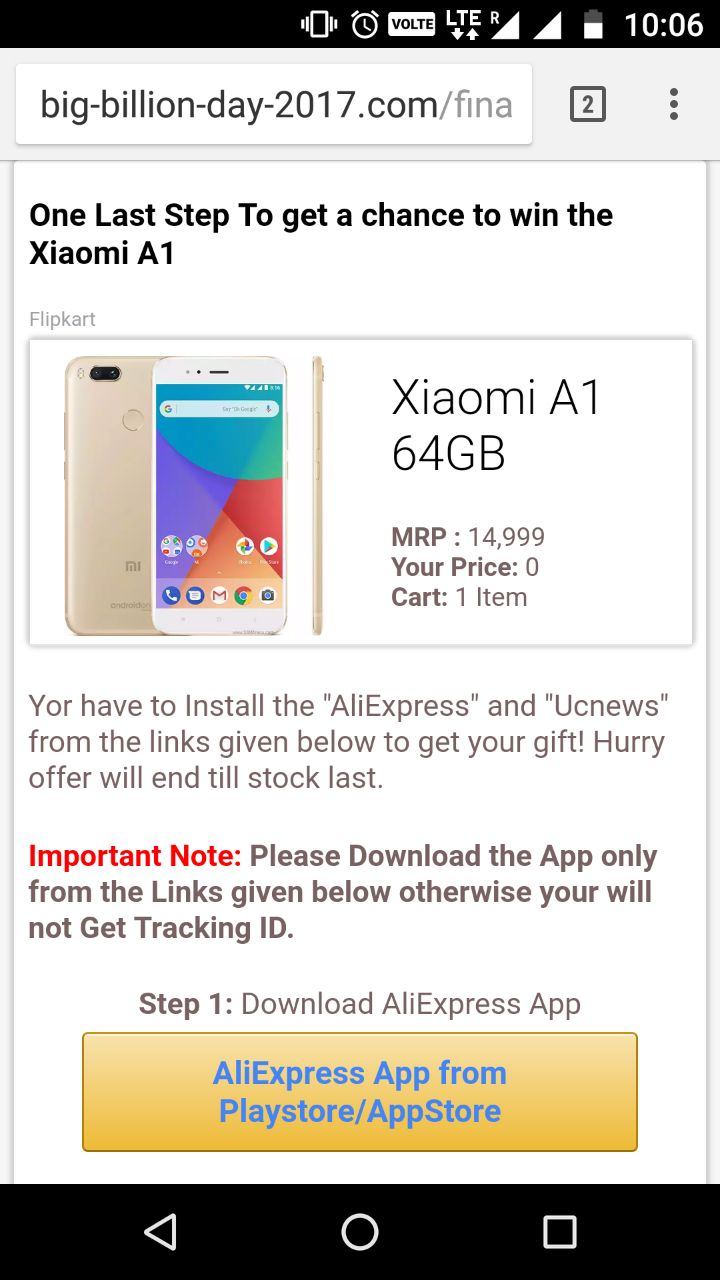 VOLTE LTE R 10:06
big-billion-day-2017.com/fina
2
One Last Step To get a chance to win the
Xiaomi A1
Flipkart
Xiaomi A1
64GB
MRP : 14,999
Your Price: 0
Cart: 1 Item
Yor have to Install the "AliExpress" and "Ucnews"
from the links given below to get your gift! Hurry
offer will end till stock last.
Important Note: Please Download the App only
from the Links given below otherwise your will
not Get Tracking ID.
Step 1: Download AliExpress App
AliExpress App from
Playstore/AppStore